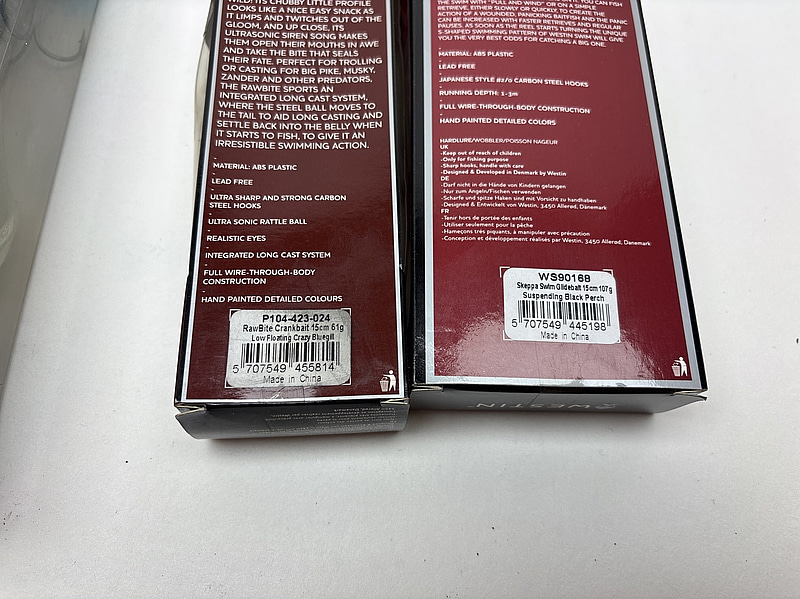 WILD! ITS CHUBBY LITTLE PROFILE
LOOKS LIKE A NICE EASY SNACK AS
IT LIMPS AND TWITCHES OUT OF THE
GLOOM, AND UP CLOSE, ITS
ULTRASONIC SIREN SONG MAKES
THEM OPEN THEIR MOUTHS IN AWE
AND TAKE THE BITE THAT SEALS
THEIR FATE. PERFECT FOR TROLLING
OR CASTING FOR BIG PIKE, MUSKY,
ZANDER AND OTHER PREDATORS.
THE RAWBITE SPORTS AN
INTEGRATED LONG CAST SYSTEM,
WHERE THE STEEL BALL MOVES TO
THE TAIL TO AID LONG CASTING AND
SETTLE BACK INTO THE BELLY WHEN
IT STARTS TO FISH, TO GIVE IT AN
IRRESISTIBLE SWIMMING ACTION.
-
MATERIAL: ABS PLASTIC
-
LEAD FREE
-
ULTRA SHARP AND STRONG CARBON
STEEL HOOKS
-
ULTRA SONIC RATTLE BALL
-
REALISTIC EYES
-
INTEGRATED LONG CAST SYSTEM
-
FULL WIRE-THROUGH-BODY
CONSTRUCTION
-
HAND PAINTED DETAILED COLOURS
P104-423-024
RawBite Crankbait 15cm 61g
Low Floating Crazy Bluegill
5 707549 455814
Made in China
YOU CAN FISH
THE SWIM WITH "PULL AND WIND" OR ON A SIMPLE
RETRIEVE, EITHER SLOWLY OR QUICKLY, TO CREATE THE
ACTION OF A WOUNDED, PANICKING BAITFISH AND THE PANIC
CAN BE INCREASED WITH FASTER RETRIEVES AND REGULAR
PAUSES. AS SOON AS THE REEL STARTS TURNING THE UNIQUE
S-SHAPED SWIMMING PATTERN OF WESTIN SWIM WILL GIVE
YOU THE VERY BEST ODDS FOR CATCHING A BIG ONE.
-
MATERIAL: ABS PLASTIC
-
LEAD FREE
-
JAPANESE STYLE #2/0 CARBON STEEL HOOKS
-
RUNNING DEPTH: 1-3m
-
FULL WIRE-THROUGH-BODY CONSTRUCTION
-
HAND PAINTED DETAILED COLORS
HARDLURE/WOBBLER/POISSON NAGEUR
UK
-Keep out of reach of children
-Only for fishing purpose
-Sharp hooks, handle with care
-Designed & Developed in Denmark by Westin
DE
-Darf nicht in die Hände von Kindern gelangen
-Nur zum Angeln/Fischen verwenden
-Scharfe und spitze Haken sind mit Vorsicht zu handhaben
-Designed & Entwickelt von Westin, 3450 Allerød, Dänemark
FR
-Tenir hors de portée des enfants
-Utiliser seulement pour la pêche
-Hameçons très piquants, à manipuler avec précaution
-Conception et développement réalisés par Westin, 3450 Allerød, Danemark
WS90168
Skeppa Swim Glidebait 15cm 107g
Suspending Black Perch
5 707549 445198
Made in China
WESTIN